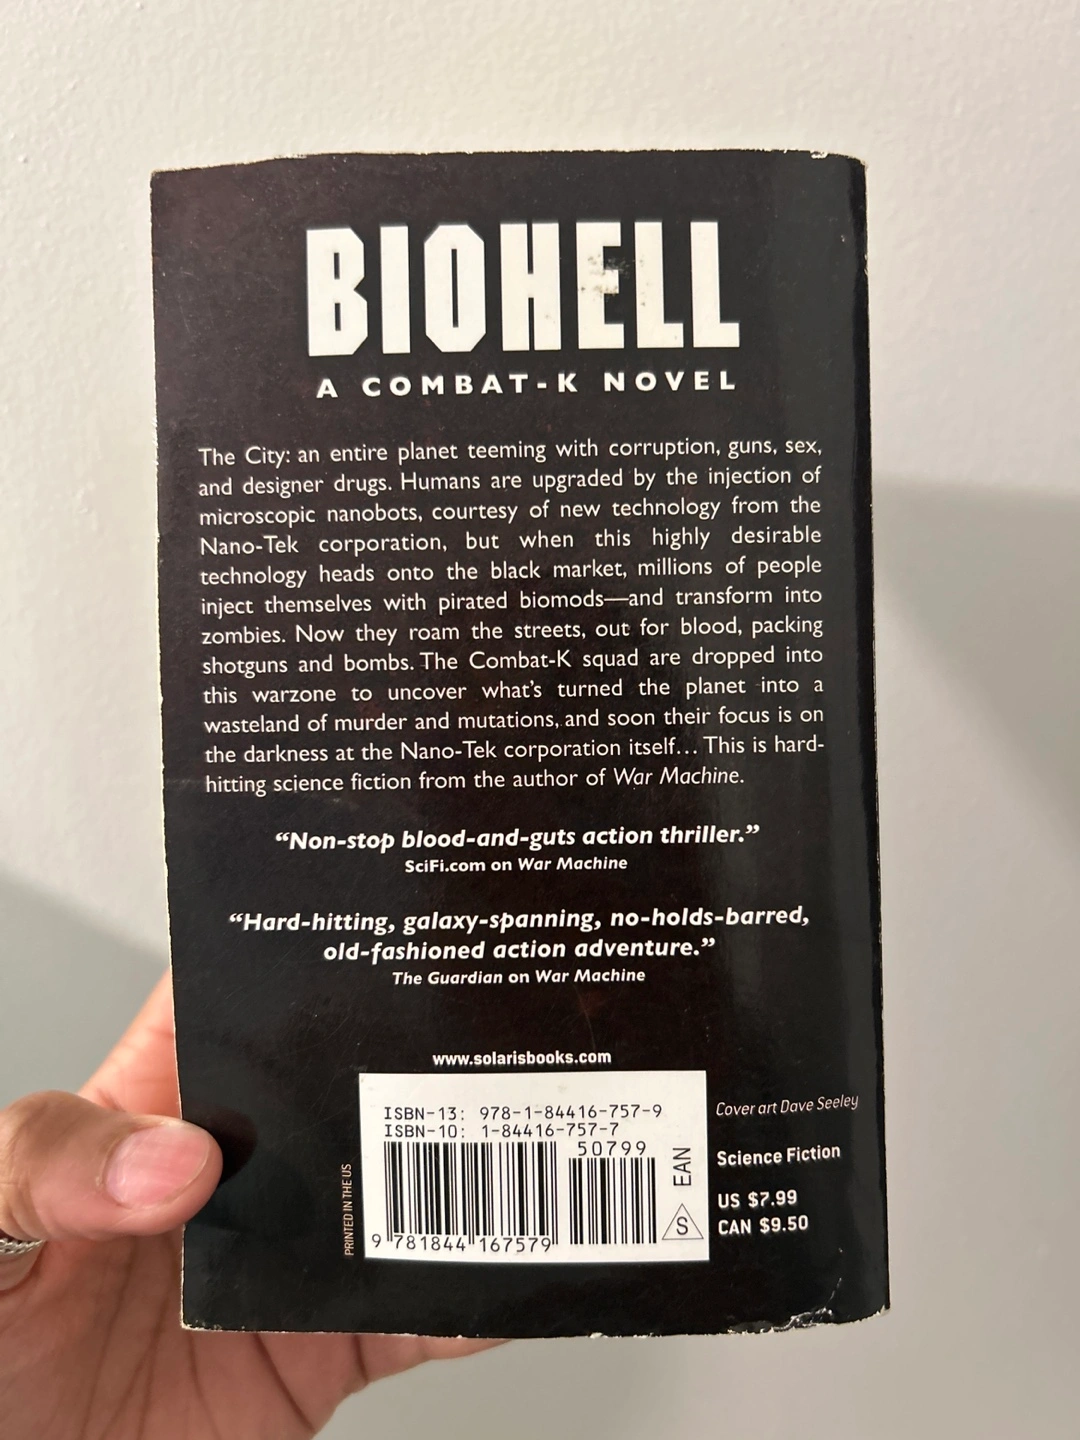 BIOHELL
A COMBAT-K NOVEL
The City: an entire planet teeming with corruption, guns, sex,
and designer drugs. Humans are upgraded by the injection of
microscopic nanobots, courtesy of new technology from the
Nano-Tek corporation, but when this highly desirable
technology heads onto the black market, millions of people
inject themselves with pirated biomods—and transform into
zombies. Now they roam the streets, out for blood, packing
shotguns and bombs. The Combat-K squad are dropped into
this warzone to uncover what's turned the planet into a
wasteland of murder and mutations, and soon their focus is on
the darkness at the Nano-Tek corporation itself... This is hard-
hitting science fiction from the author of War Machine.
“Non-stop blood-and-guts action thriller.”
SciFi.com on War Machine
“Hard-hitting, galaxy-spanning, no-holds-barred,
old-fashioned action adventure.”
The Guardian on War Machine
www.solarisbooks.com
ISBN-13: 978-1-84416-757-9
ISBN-10: 1-84416-757-7
50799
EAN
S
9 781844 167579
PRINTED IN THE US
Cover art Dave Seeley
Science Fiction
US $7.99
CAN $9.50